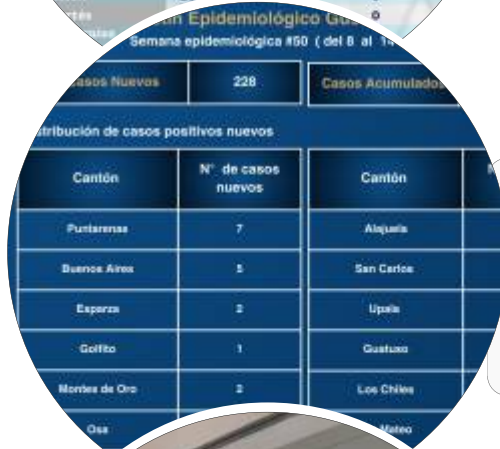 Epidemiológico
Semana epidemiológica #50 ( del 8 al 14
Casos Nuevos 228 Casos Acumulados
tribución de casos positivos nuevos
Cantón N° de casos nuevos Cantón
Puntarenas 7 Alajuela
Buenos Aires 5 San Carlos
Esparza 2 Upala
Golfito 1 Guatuso
Montes de Oro 2 Los Chiles
Osa Mateo